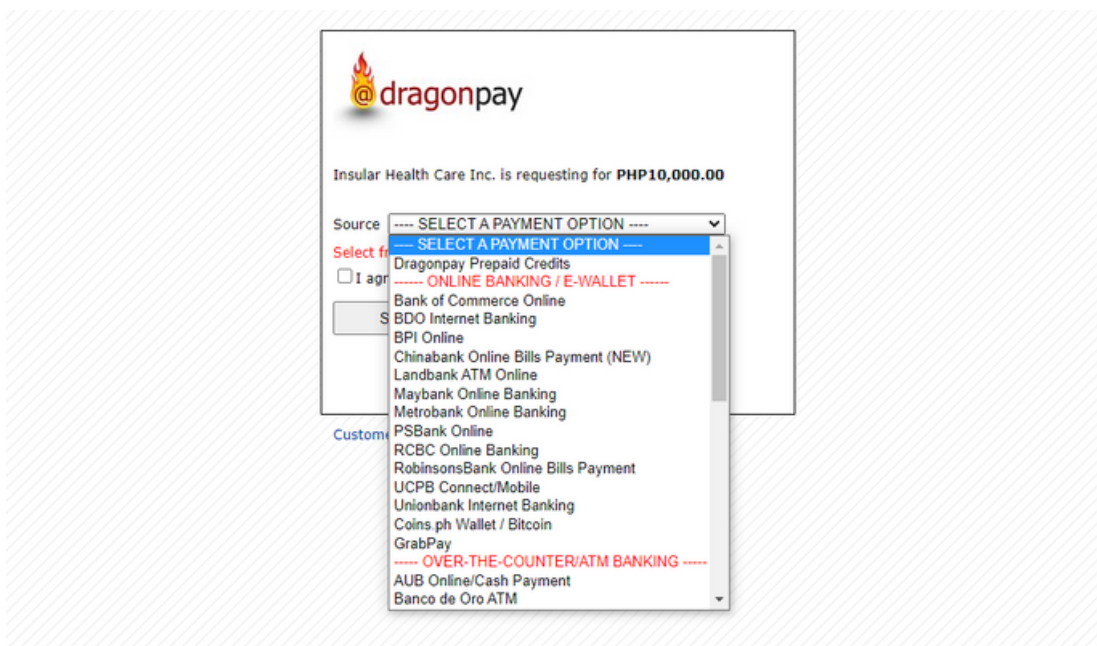 @dragonpay
Insular Health Care Inc. is requesting for PHP10,000.00
Source ---- SELECT A PAYMENT OPTION ----
---- SELECT A PAYMENT OPTION ----
Select
Dragonpay Prepaid Credits
I
------ ONLINE BANKING / E-WALLET ------
Bank of Commerce Online
BDO Internet Banking
BPI Online
Chinabank Online Bills Payment (NEW)
Landbank ATM Online
Maybank Online Banking
Metrobank Online Banking
PSBank Online
RCBC Online Banking
RobinsonsBank Online Bills Payment
UCPB Connect/Mobile
Unionbank Internet Banking
Coins.ph Wallet / Bitcoin
GrabPay
----- OVER-THE-COUNTER/ATM BANKING -----
AUB Online/Cash Payment
Banco de Oro ATM